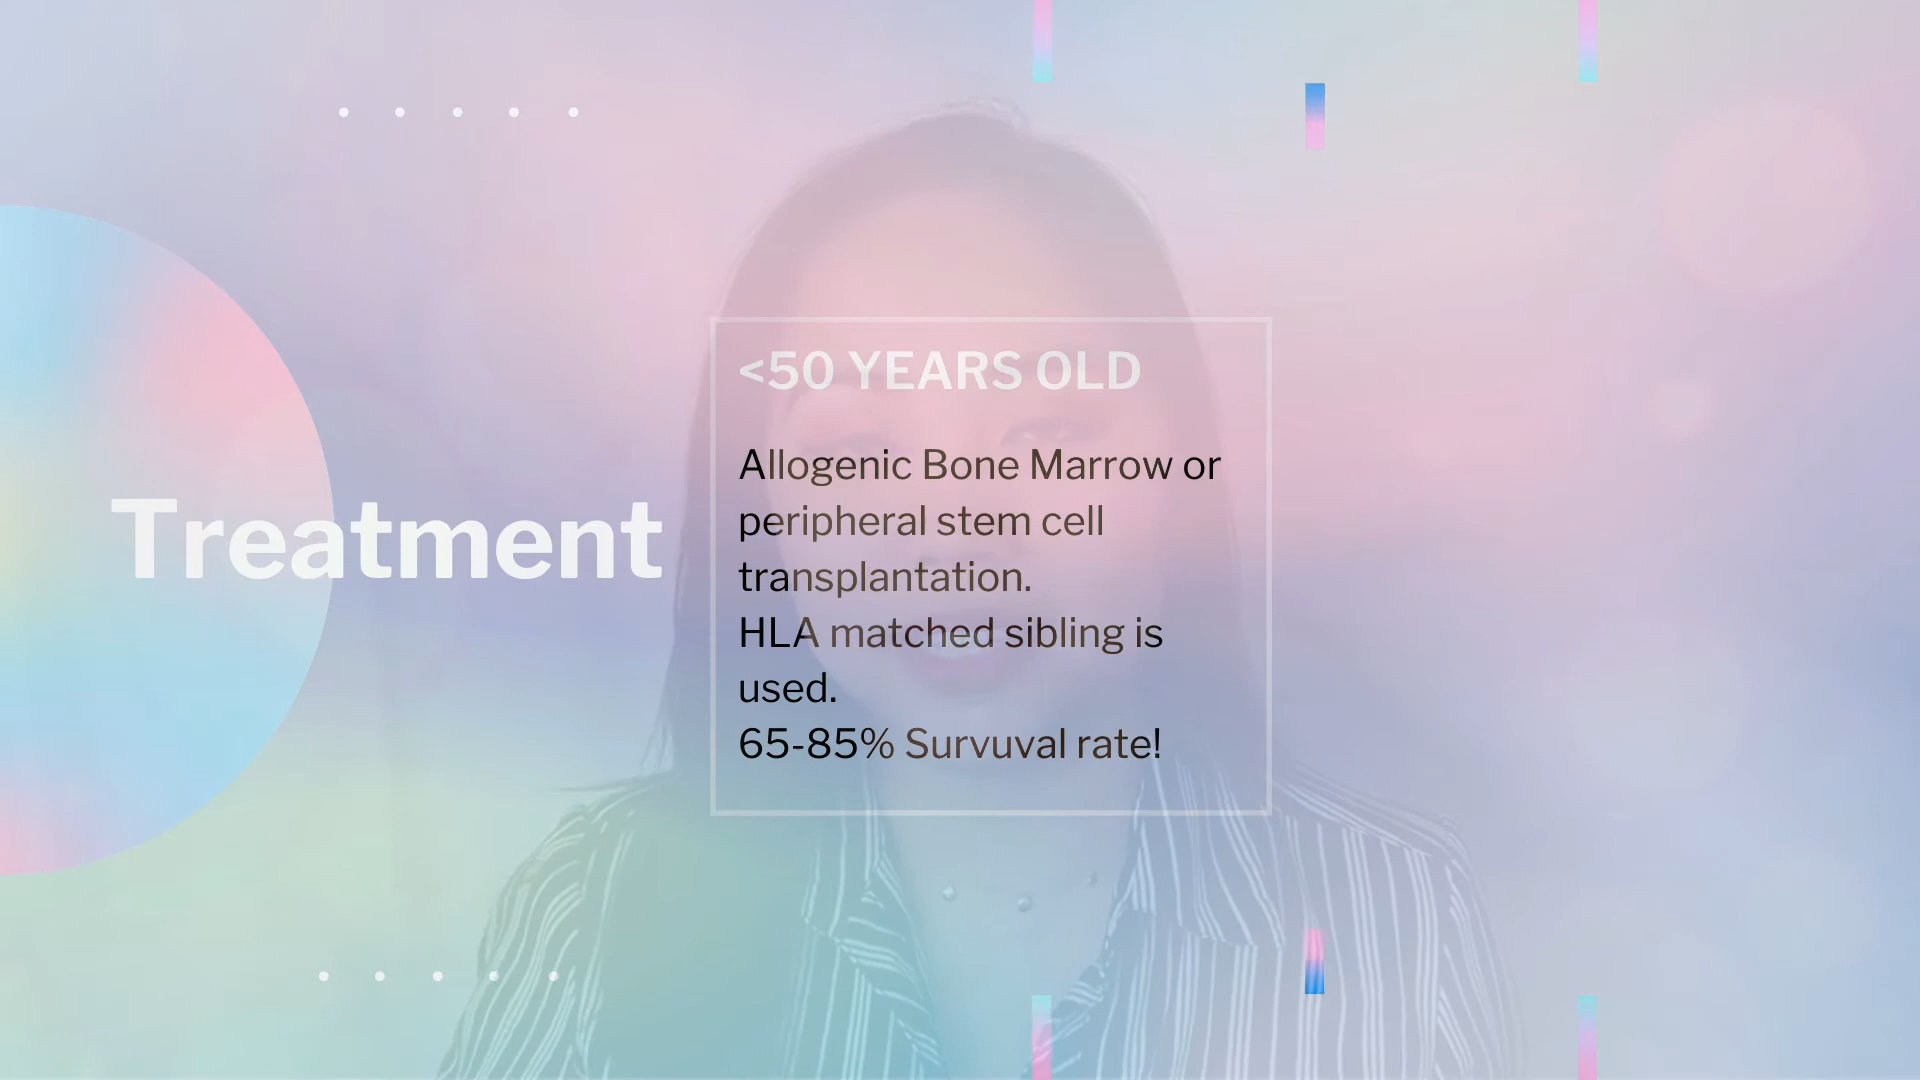 Treatment
<50 YEARS OLD
Allogenic Bone Marrow or
peripheral stem cell
transplantation.
HLA matched sibling is
used.
65-85% Survuval rate!